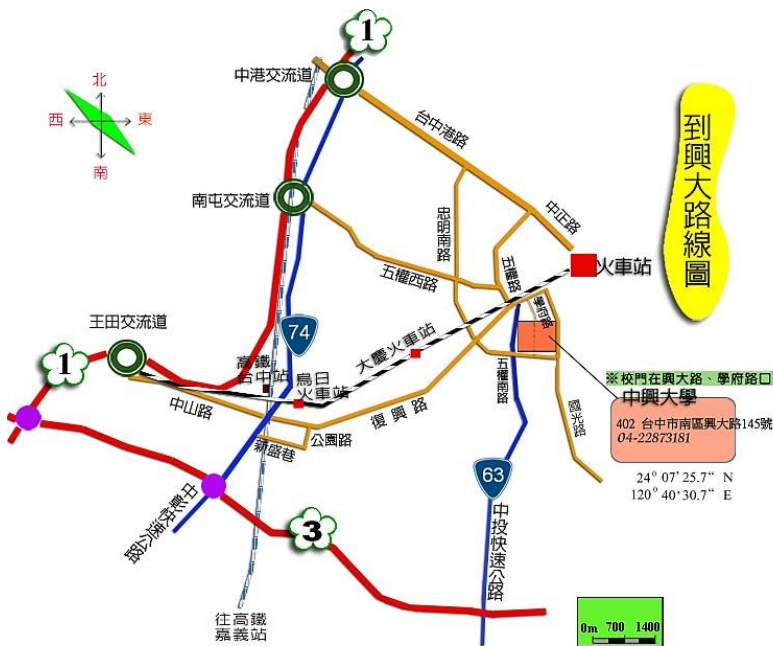 1
中港交流道
北
西 東
南
台中港路
到興大路線圖
南屯交流道
忠明南路
中正路
五權西路
五權路
火車站
學府路
74
王田交流道
大慶火車站
1
高鐵
台中站
烏日
火車站
五權南路
※校門在興大路、學府路口
中興大學
402 台中市南區興大路145號
04-22873181
國光路
中山路
復興路
公園路
新盛巷
24° 07' 25.7" N
120° 40' 30.7" E
63
中投快速公路
3
往高鐵
嘉義站
0m 700 1400